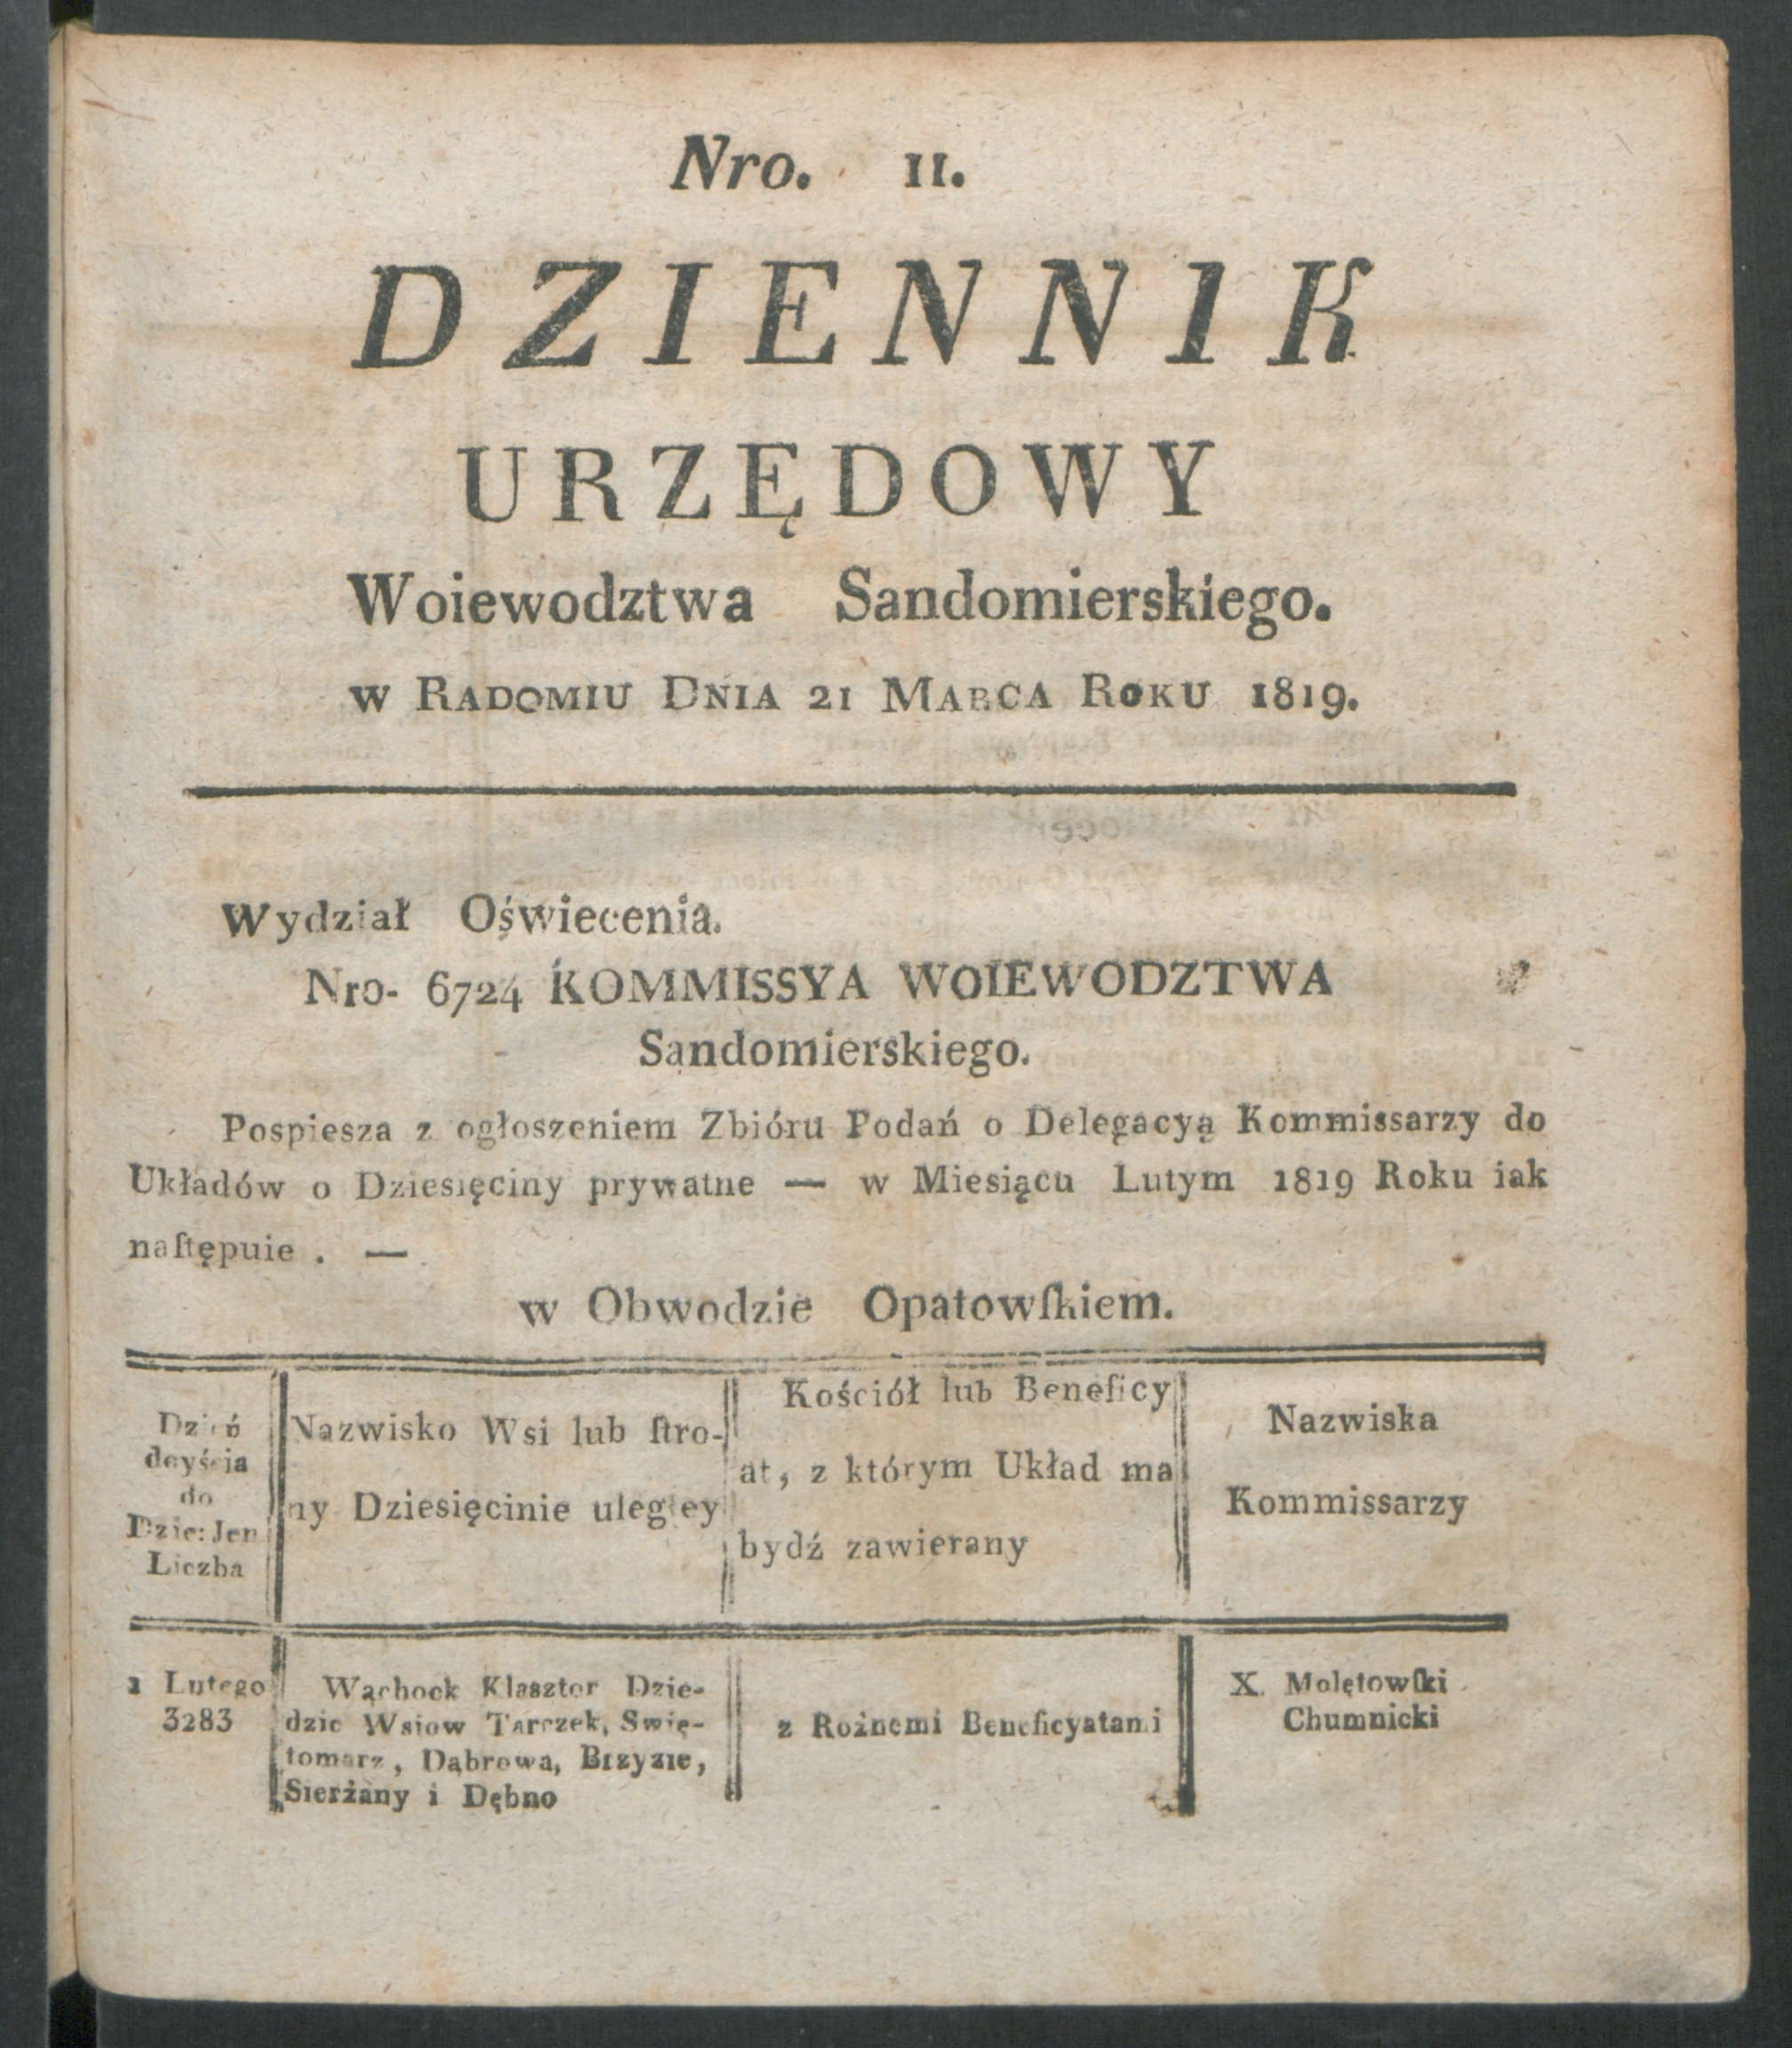 Nro. 11.
DZIENNIK
URZĘDOWY
Woiewodztwa Sandomierskiego.
w Radomiu Dnia 21 Marca Roku 1819.
Wydział Oświecenia.
Nro- 6724 KOMMISSYA WOIEWODZTWA
Sandomierskiego.
Pospiesza z ogłoszeniem Zbióru Podań o Delegacyą Kommissarzy do
Układów o Dziesięciny prywatne — w Miesiącu Lutym 1819 Roku iak
naſtępuie . —
w Obwodzie Opatowſkiem.
Dzień
doyścia
do
Dzie: Jen
Liczba
Nazwisko Wsi lub ſtro-
ny Dziesięcinie uległey
Kościół lub Beneficy
at, z którym Układ ma
bydź zawierany
Nazwiska
Kommissarzy
1 Lutego
3283
Wąchock Klasztor Dzie-
dzic Wsiow Tarczek, Swię-
tomarz, Dąbrowa, Brzyzie,
Sierżany i Dębno
z Rożnemi Beneficyatami
X. Molętowſki
Chumnicki